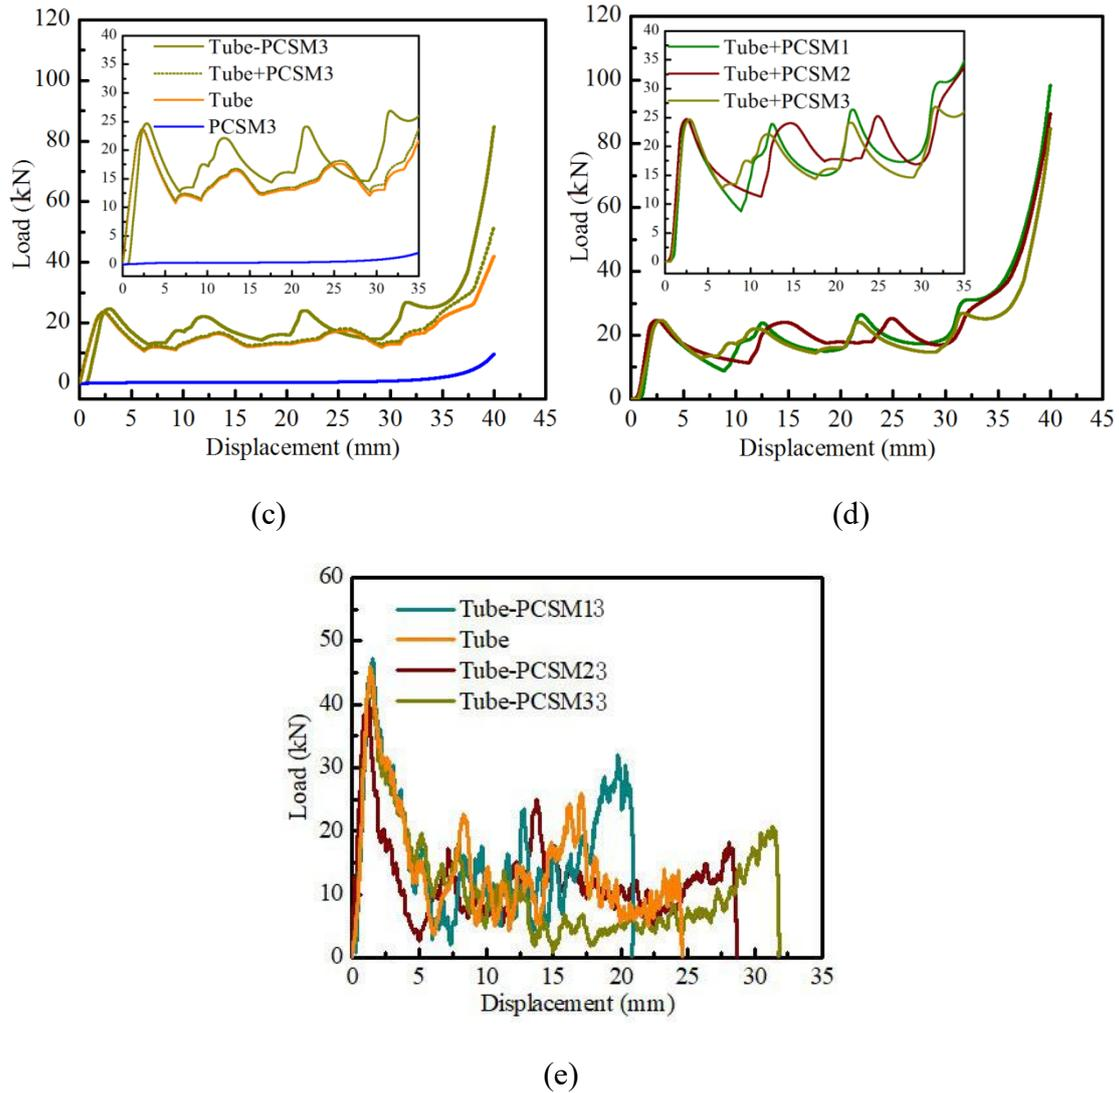 120
100
80
60
40
20
0
Load (kN)
40
35
30
25
20
15
10
5
0
Tube-PCSM3
Tube+PCSM3
Tube
PCSM3
0 5 10 15 20 25 30 35
0 5 10 15 20 25 30 35 40 45
Displacement (mm)
(c)
120
100
80
60
40
20
0
Load (kN)
40
35
30
25
20
15
10
5
0
Tube+PCSM1
Tube+PCSM2
Tube+PCSM3
0 5 10 15 20 25 30 35
0 5 10 15 20 25 30 35 40 45
Displacement (mm)
(d)
60
50
40
30
20
10
0
Load (kN)
Tube-PCSM13
Tube
Tube-PCSM23
Tube-PCSM33
0 5 10 15 20 25 30 35
Displacement (mm)
(e)